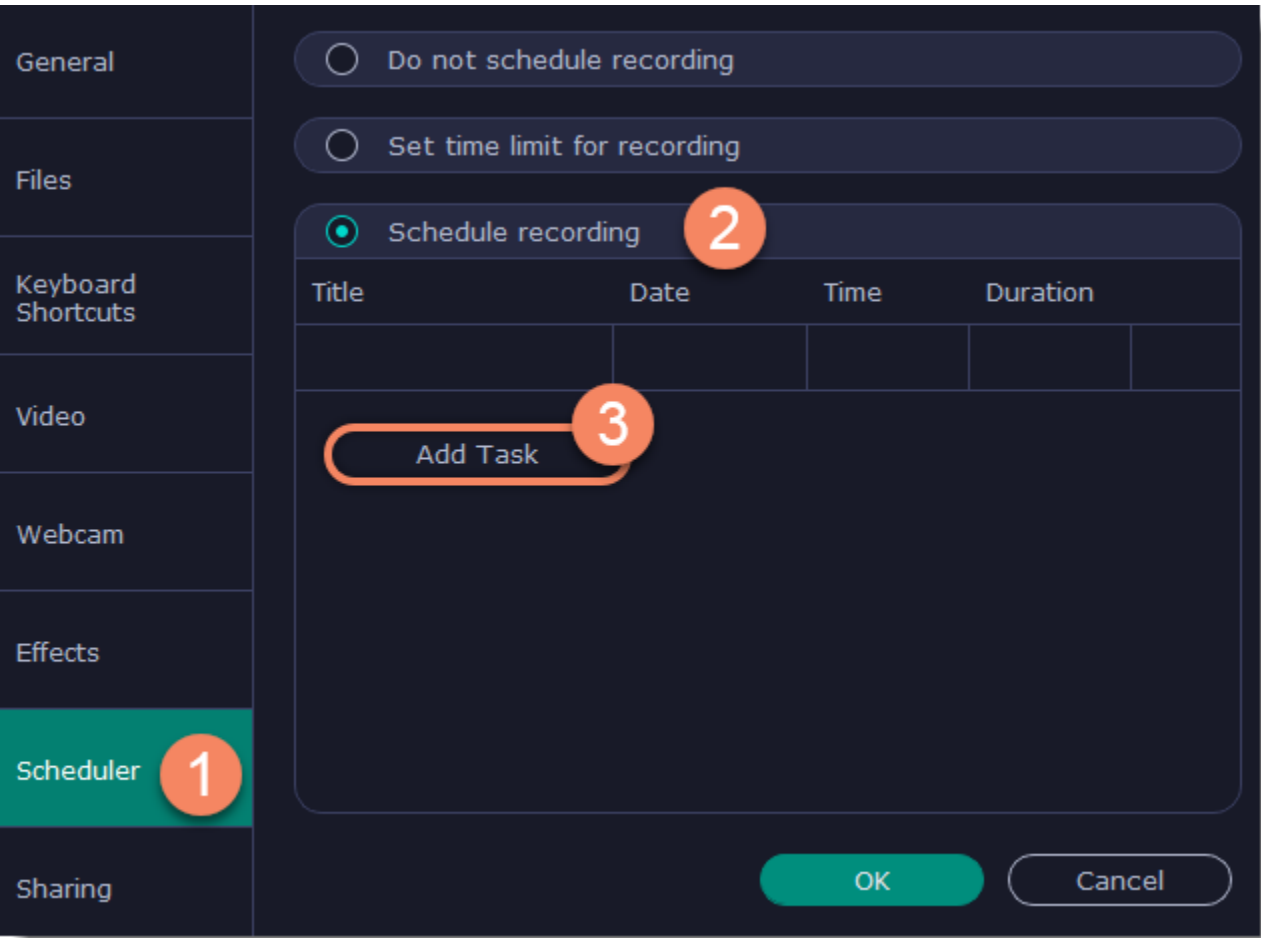 General
Files
Keyboard
Shortcuts
Video
Webcam
Effects
Scheduler 1
Sharing
Do not schedule recording
Set time limit for recording
Schedule recording 2
Title Date Time Duration
Add Task 3
OK Cancel